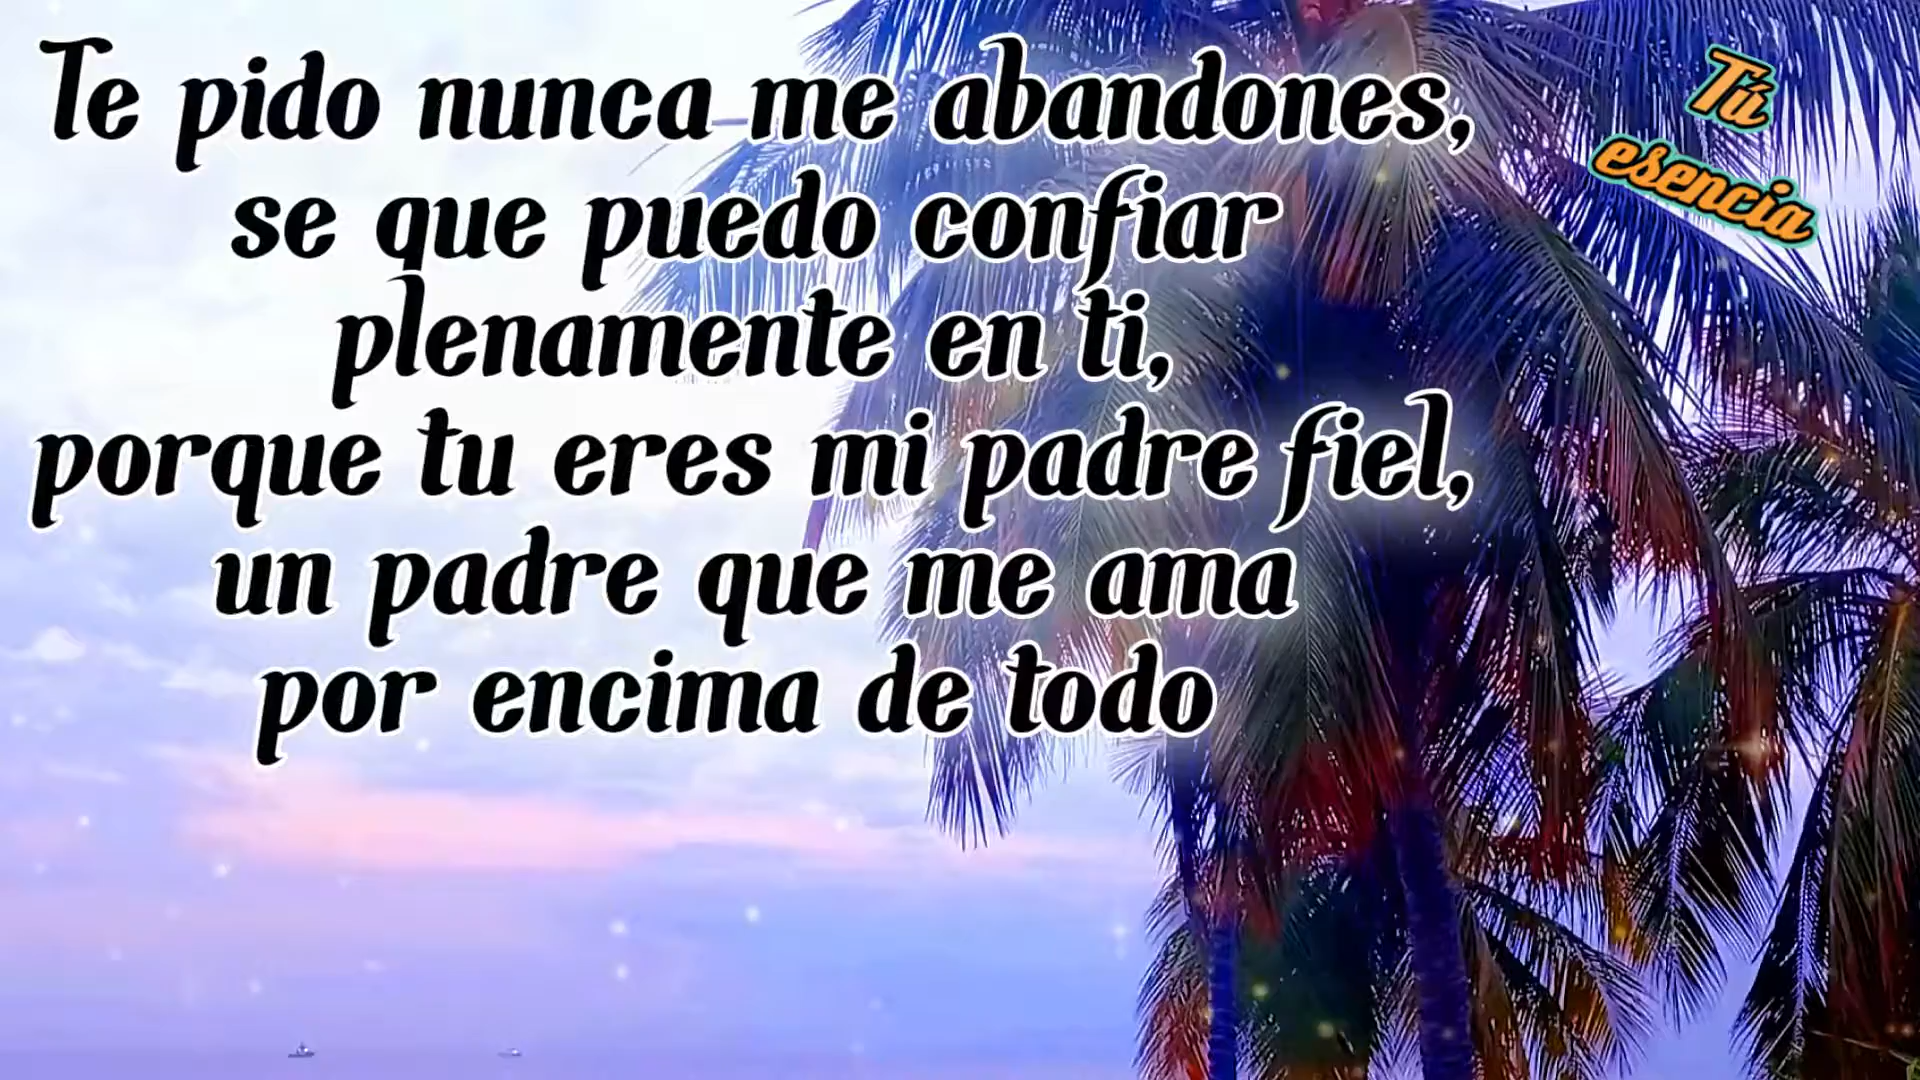 Te pido nunca me abandones,
se que puedo confiar
plenamente en ti,
porque tu eres mi padre fiel,
un padre que me ama
por encima de todo
Tú
esencia